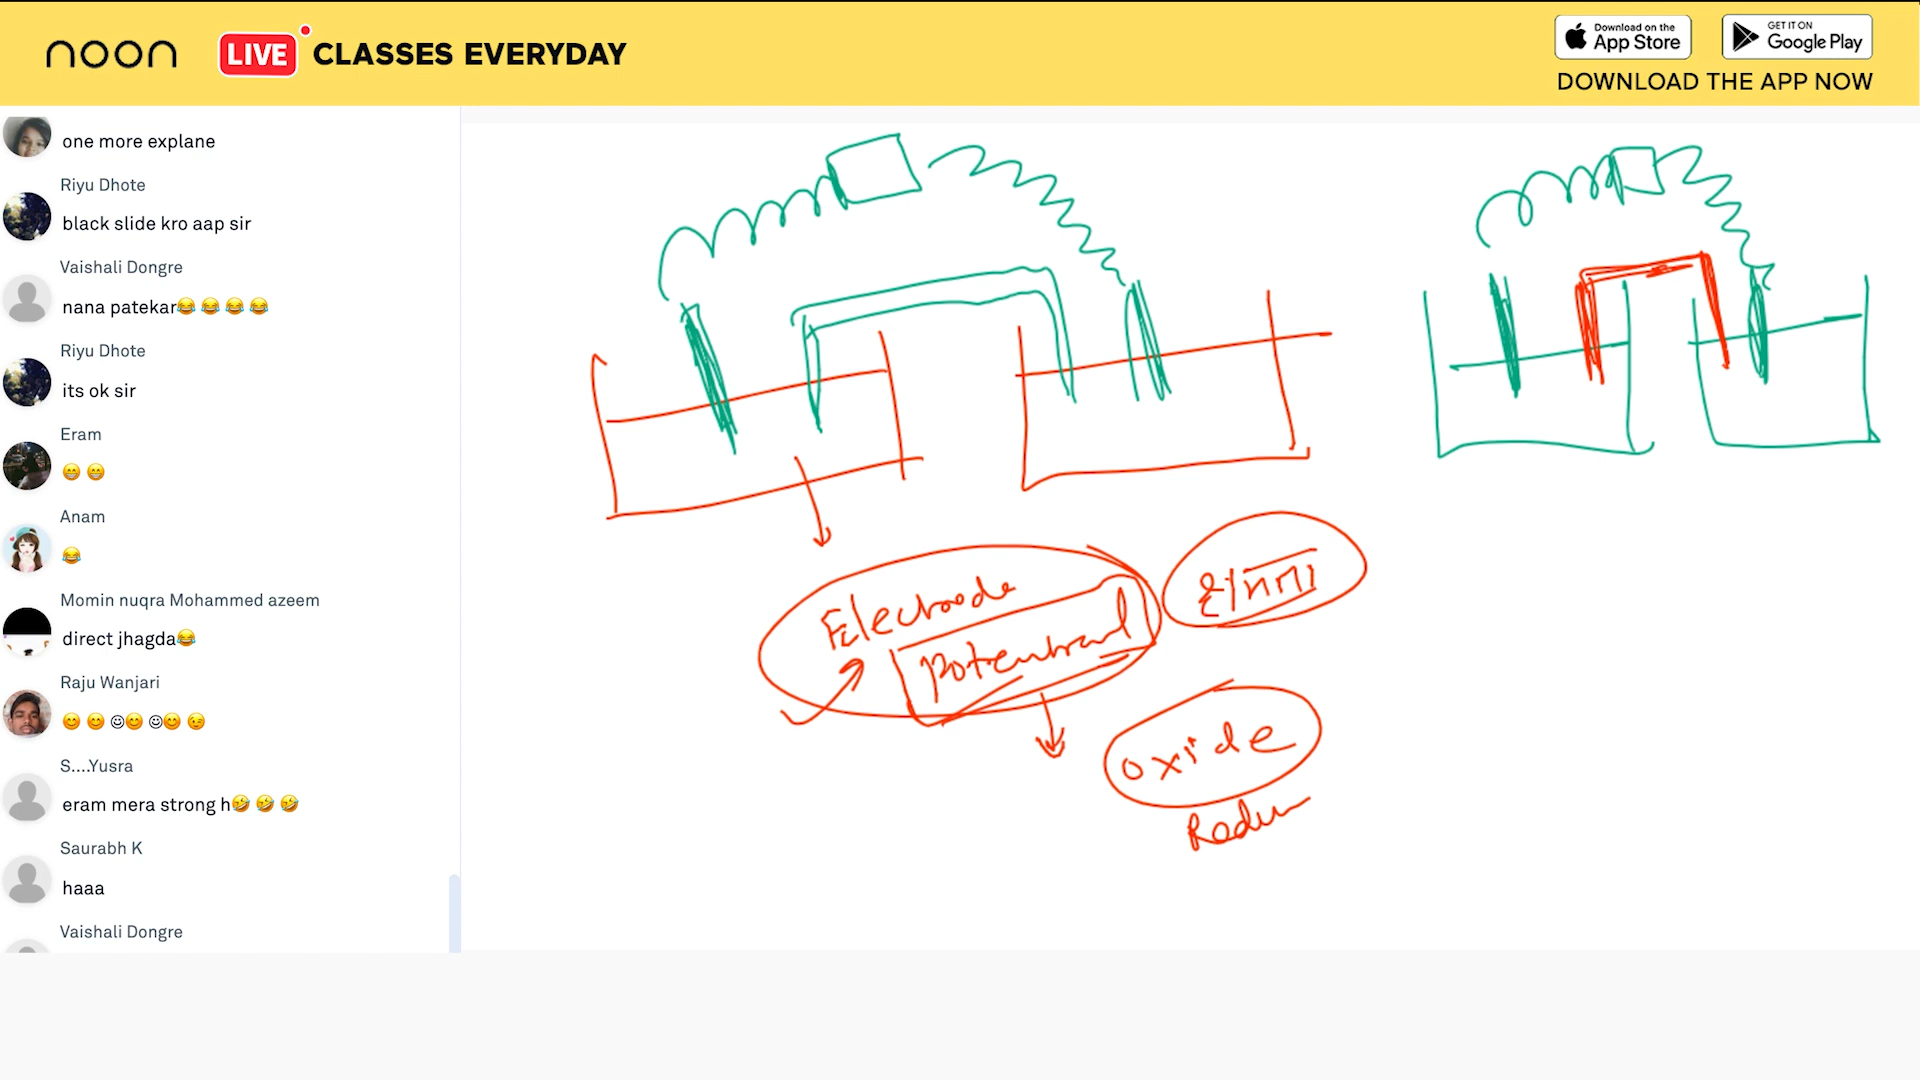 noon
LIVE CLASSES EVERYDAY
Download on the
App Store
GET IT ON
Google Play
DOWNLOAD THE APP NOW
one more explane
Riyu Dhote
black slide kro aap sir
Vaishali Dongre
nana patekar😂 😂 😂 😂
Riyu Dhote
its ok sir
Eram
😁 😁
Anam
😂
Momin nuqra Mohammed azeem
direct jhagda😂
Raju Wanjari
😊 😊 ☺😊 ☺😊 😉
S....Yusra
eram mera strong h🤣 🤣 🤣
Saurabh K
haaa
Vaishali Dongre
Electrode
Potential
oxide